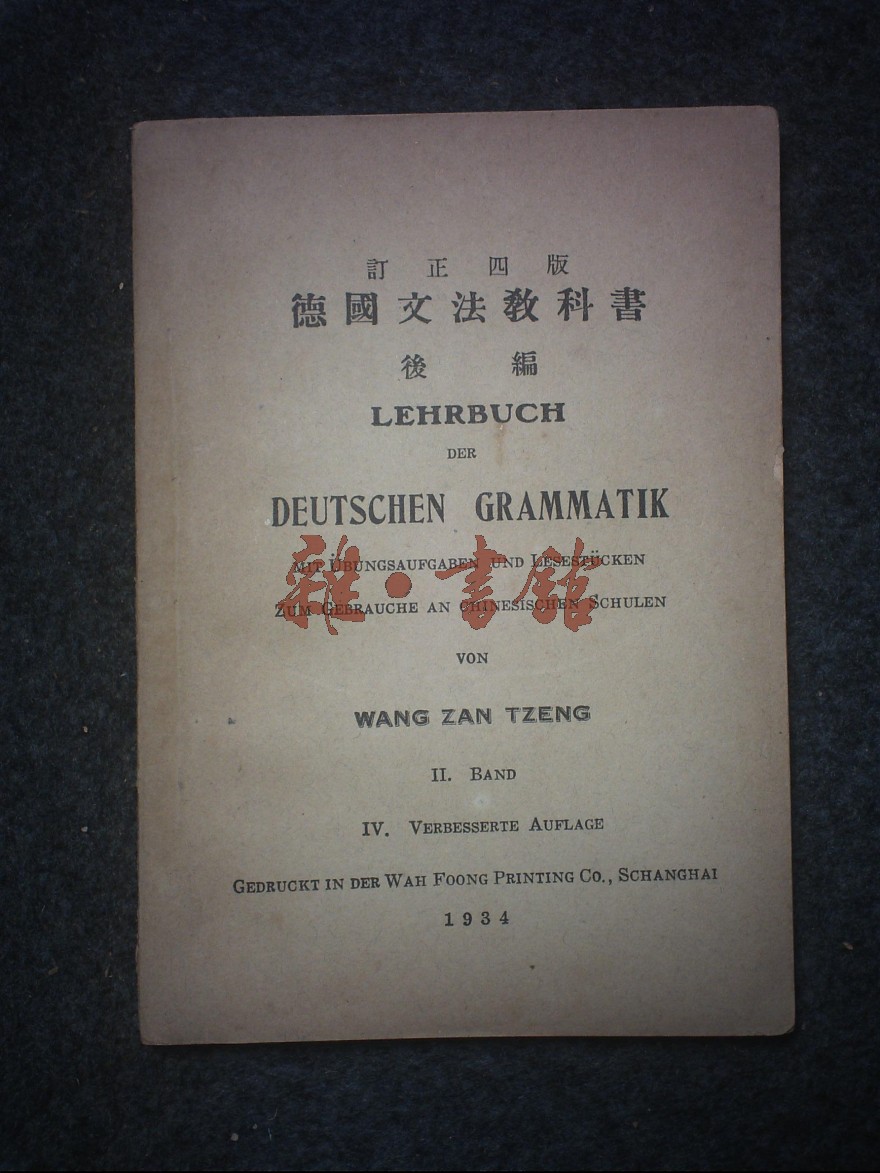 訂正四版
德國文法教科書
後編
LEHRBUCH
DER
DEUTSCHEN GRAMMATIK
MIT ÜBUNGSAUFGABEN UND LESESTÜCKEN
ZUM GEBRAUCHE AN CHINESISCHEN SCHULEN
雜·書館
VON
WANG ZAN TZENG
II. BAND
IV. VERBESSERTE AUFLAGE
GEDRUCKT IN DER WAH FOONG PRINTING CO., SCHANGHAI
1934